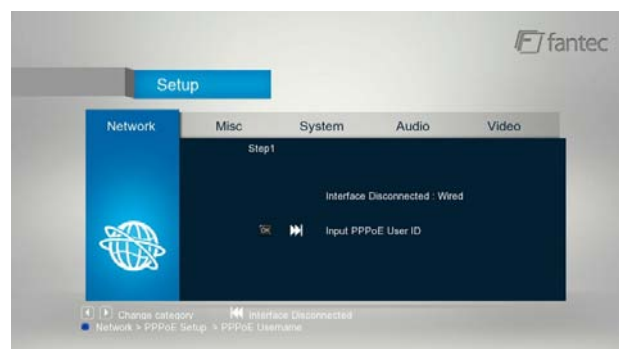 fantec
Setup
Network Misc System Audio Video
Step1
Interface Disconnected : Wired
OK Input PPPoE User ID
Change category Interface Disconnected
Network > PPPoE Setup > PPPoE Username